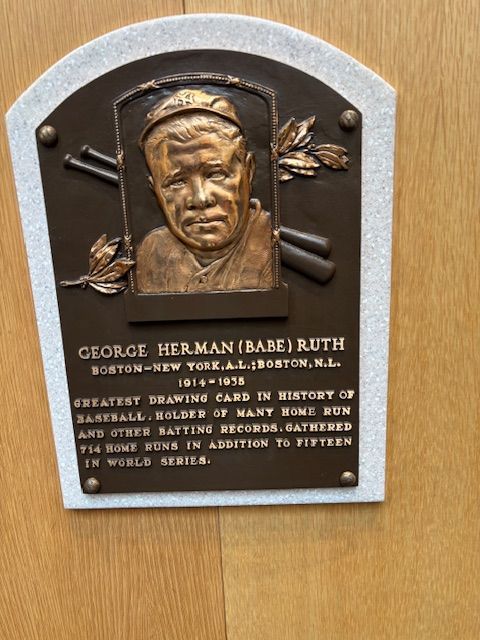 GEORGE HERMAN (BABE) RUTH
BOSTON-NEW YORK, A.L.; BOSTON, N.L.
1914-1935
GREATEST DRAWING CARD IN HISTORY OF
BASEBALL. HOLDER OF MANY HOME RUN
AND OTHER BATTING RECORDS. GATHERED
714 HOME RUNS IN ADDITION TO FIFTEEN
IN WORLD SERIES.